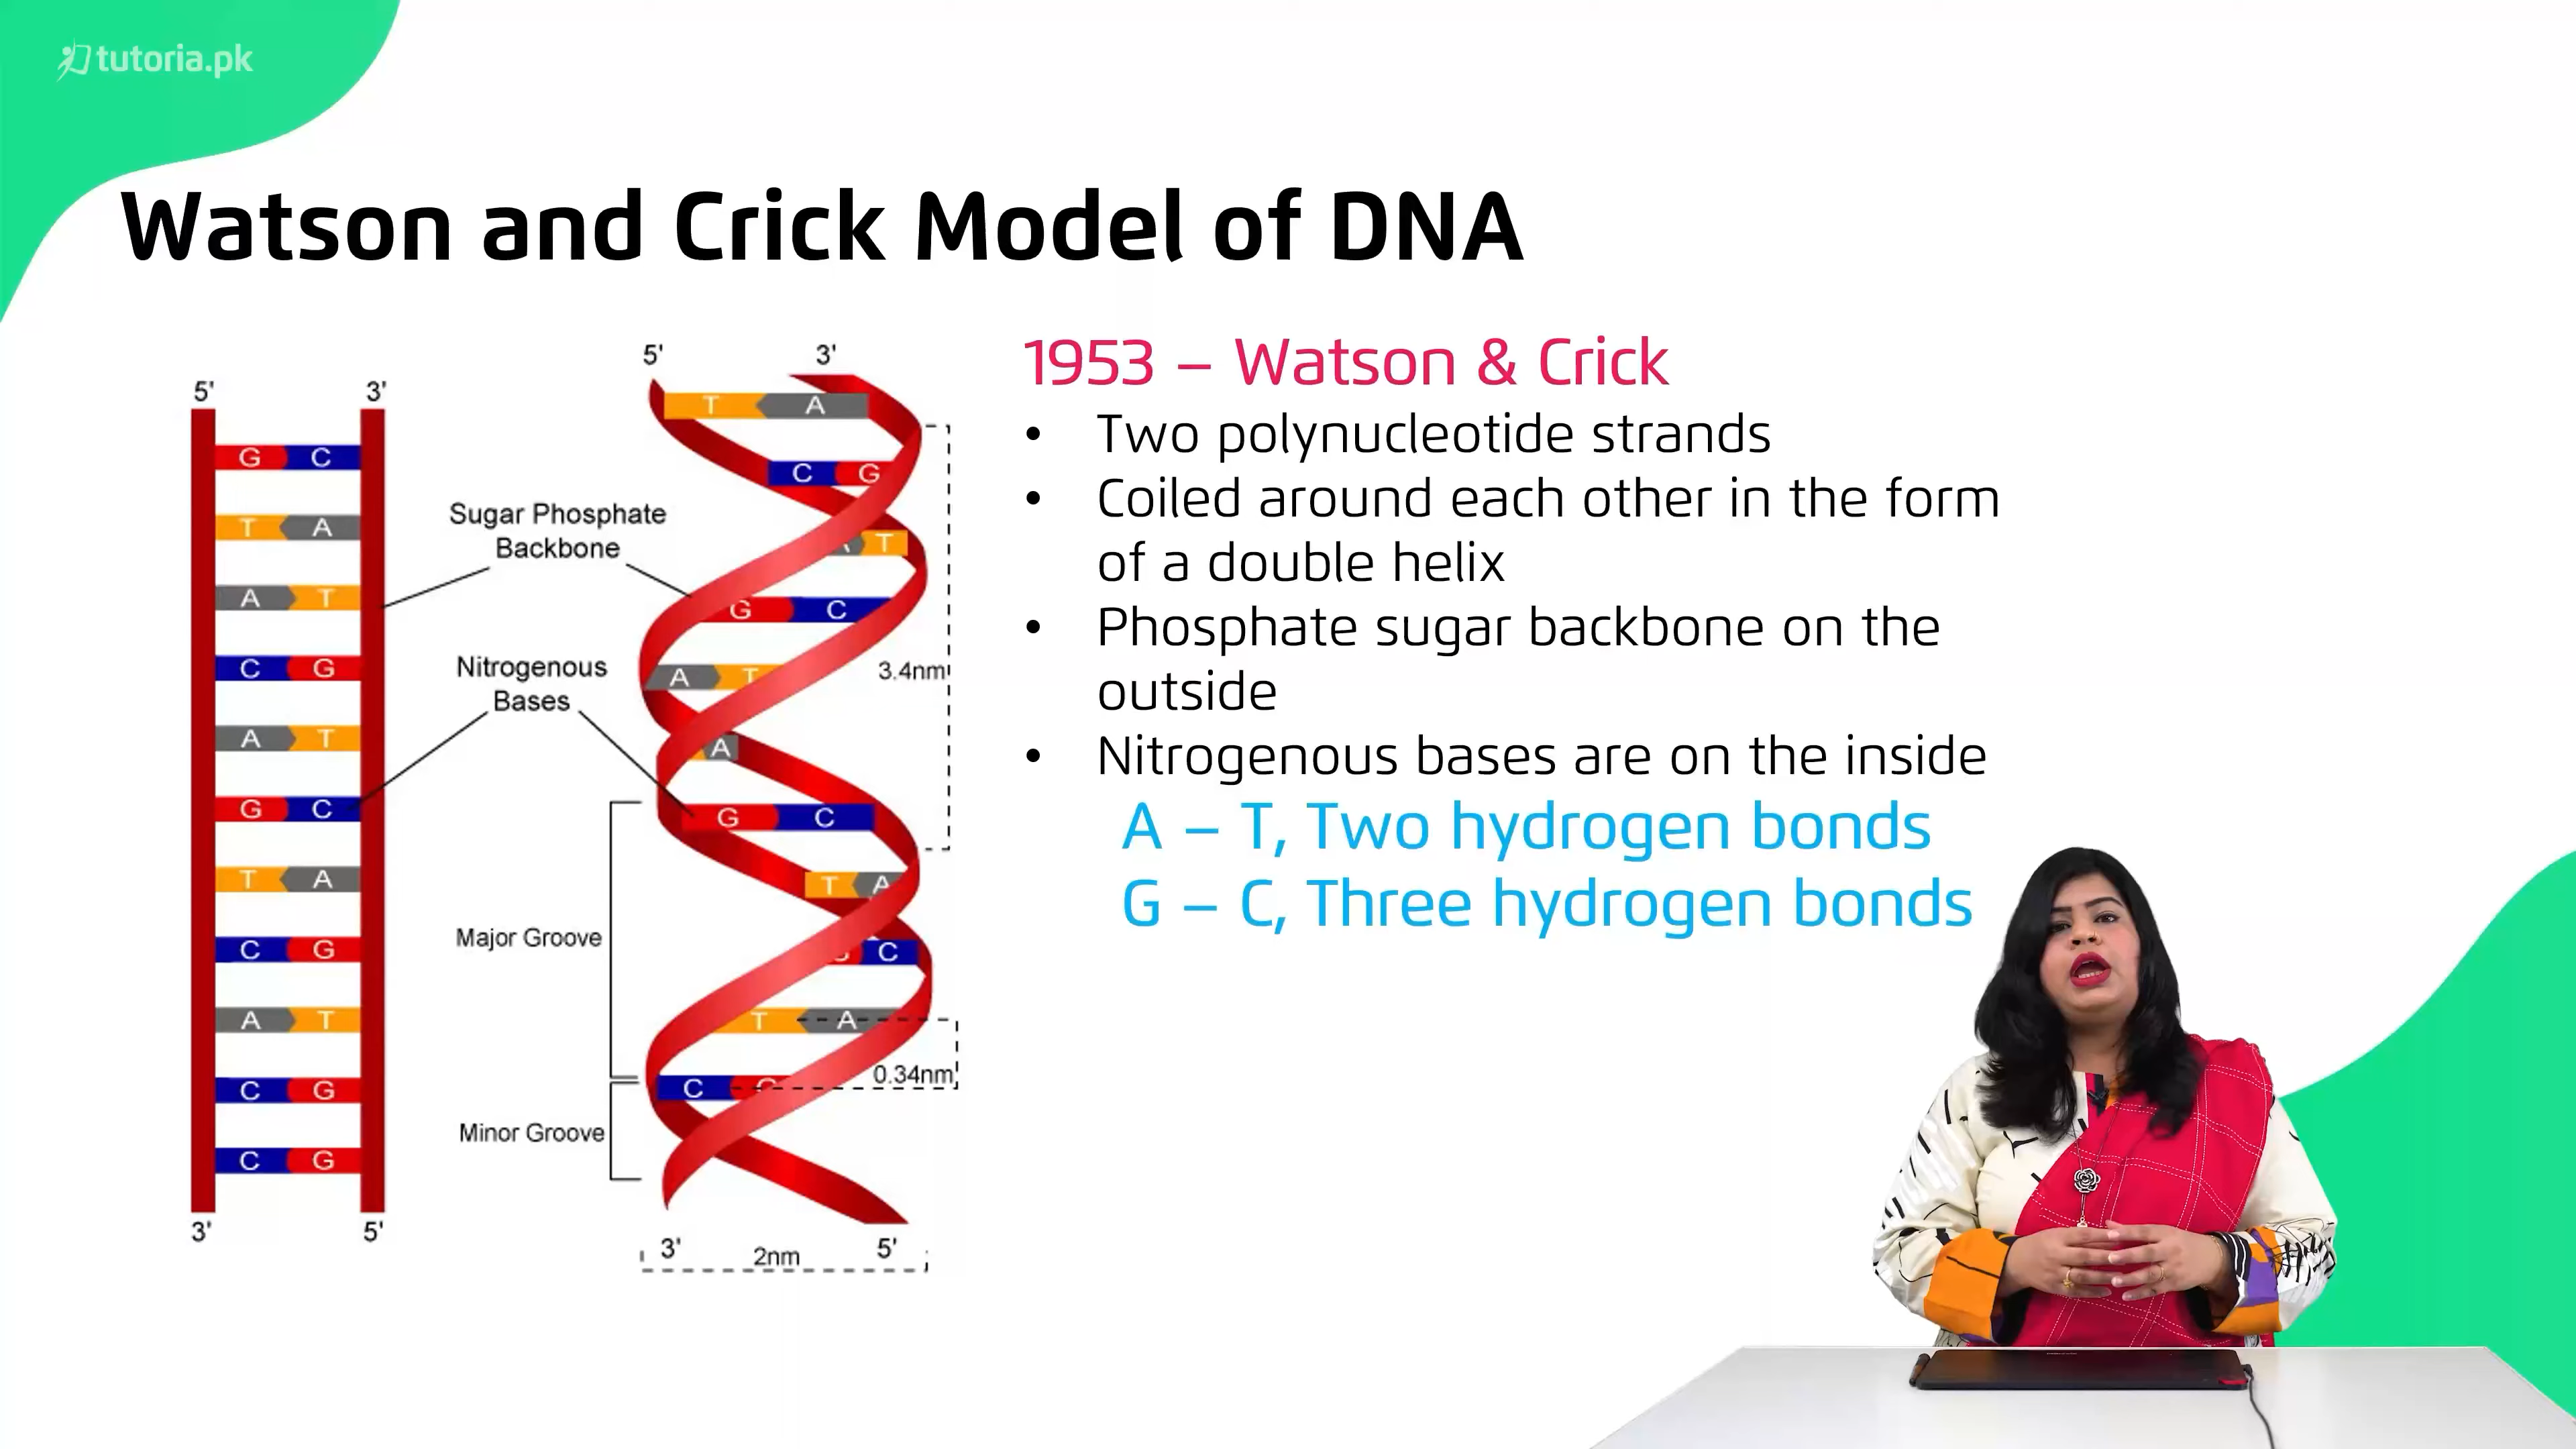 tutoria.pk
Watson and Crick Model of DNA
5'
3'
G C
T A
A T
C G
A T
G C
T A
C G
A T
C G
C G
3'
5'
Sugar Phosphate
Backbone
Nitrogenous
Bases
Major Groove
Minor Groove
5'
3'
T A
C G
T
G C
3.4nm
A T
A
G C
T A
C
T A
0.34nm
C
3'
5'
2nm
1953 – Watson & Crick
• Two polynucleotide strands
• Coiled around each other in the form
of a double helix
• Phosphate sugar backbone on the
outside
• Nitrogenous bases are on the inside
A – T, Two hydrogen bonds
G – C, Three hydrogen bonds